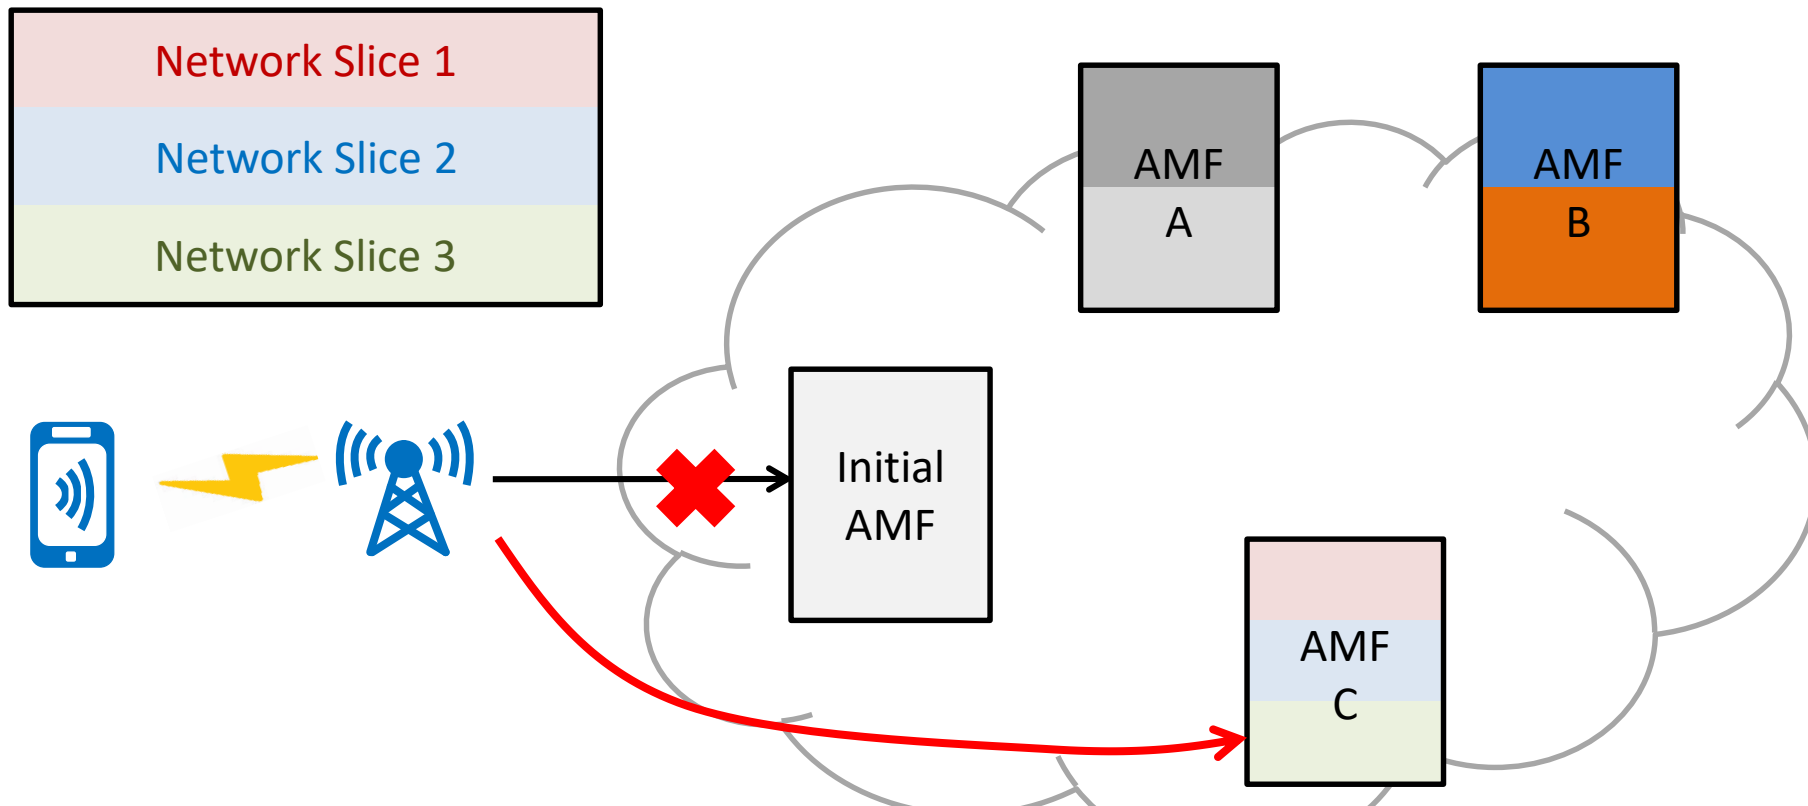 Network Slice 1
Network Slice 2
Network Slice 3
AMF
A
AMF
B
Initial
AMF
AMF
C